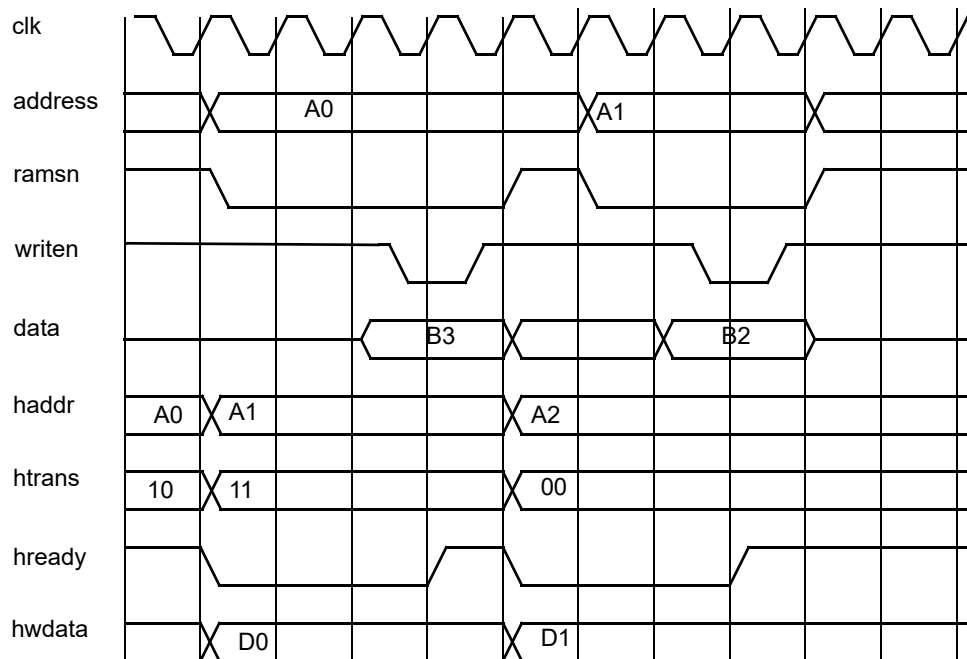 clk
address A0 A1
ramsn
writen
data B3 B2
haddr A0 A1 A2
htrans 10 11 00
hready
hwdata D0 D1